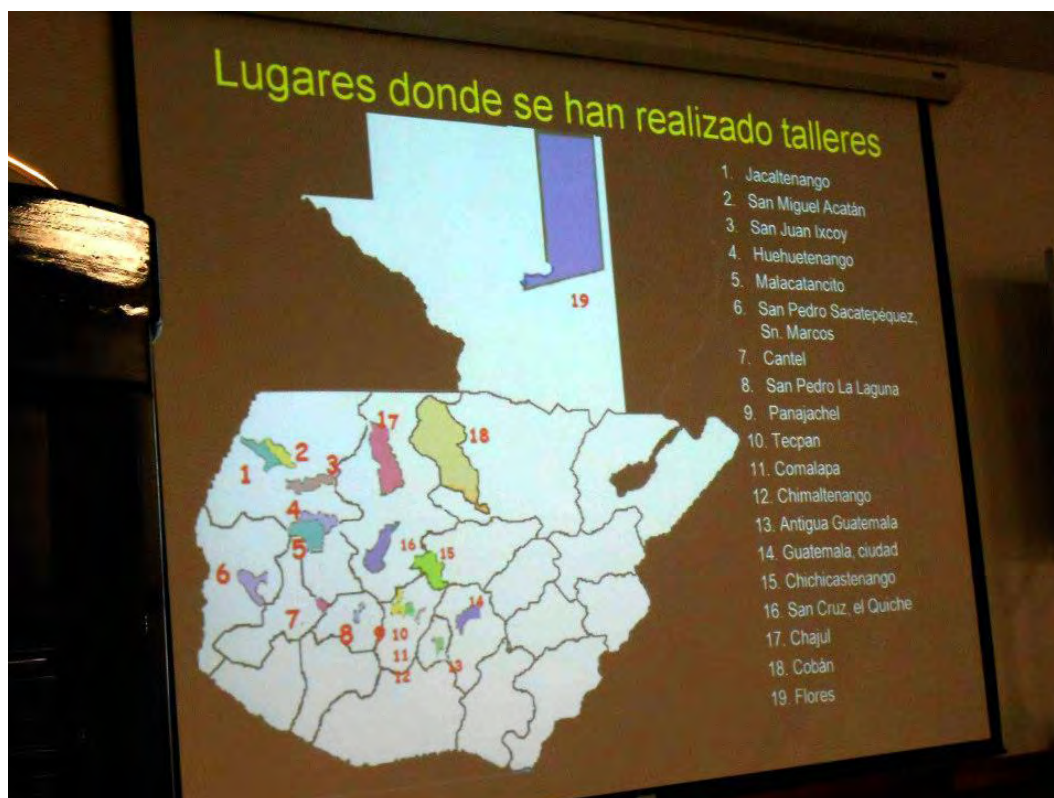 Lugares donde se han realizado talleres
1. Jacaltenango
2. San Miguel Acatán
3. San Juan Ixcoy
4. Huehuetenango
5. Malacatancito
6. San Pedro Sacatepéquez,
Sn. Marcos
7. Cantel
8. San Pedro La Laguna
9. Panajachel
10. Tecpan
11. Comalapa
12. Chimaltenango
13. Antigua Guatemala
14. Guatemala, ciudad
15. Chichicastenango
16. San Cruz, el Quiche
17. Chajul
18. Cobán
19. Flores
19
17
18
2
3
1
4
5
16
15
6
14
7
8
9
10
11
13
12